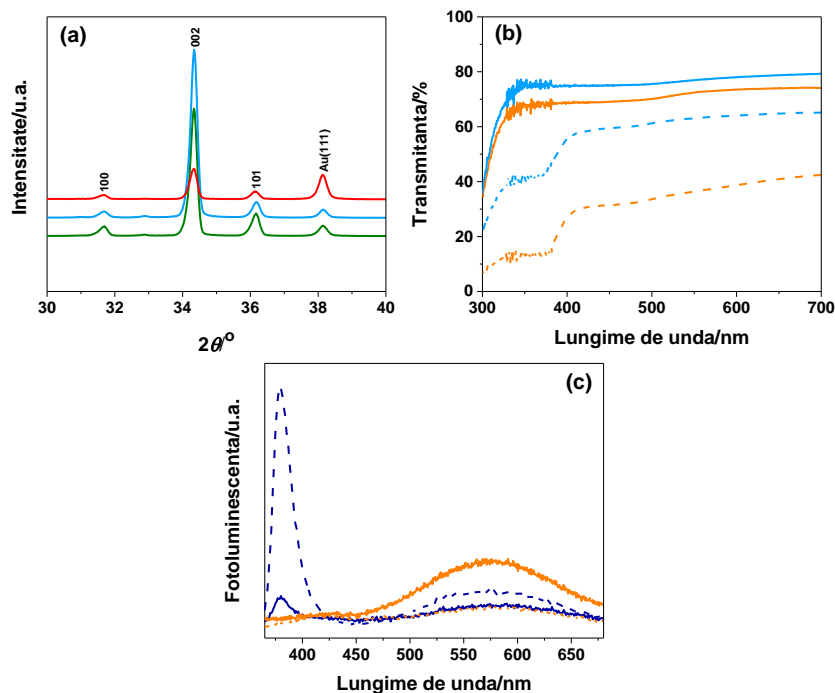 (a)
002
100
101
Au(111)
Intensitate/u.a.
30 32 34 36 38 40
2θ/o
(b)
100
80
60
40
20
0
Transmitanta/%
300 400 500 600 700
Lungime de unda/nm
(c)
Fotoluminescenta/u.a.
400 450 500 550 600 650
Lungime de unda/nm